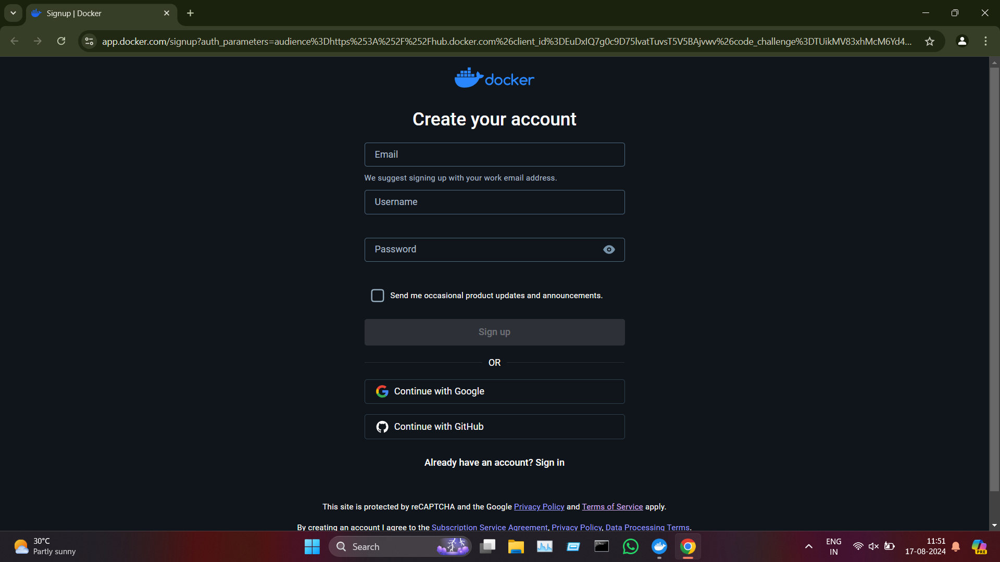 Signup | Docker
app.docker.com/signup?auth_parameters=audience%3Dhttps%253A%252F%252Fhub.docker.com%26client_id%3DEuDxIQ7g0c9D75lvatTuvsT5V5BAjvwv%26code_challenge%3DTUikMV83xhMcM6Yd4...
docker
Create your account
Email
We suggest signing up with your work email address.
Username
Password
Send me occasional product updates and announcements.
Sign up
OR
Continue with Google
Continue with GitHub
Already have an account? Sign in
This site is protected by reCAPTCHA and the Google Privacy Policy and Terms of Service apply.
By creating an account I agree to the Subscription Service Agreement, Privacy Policy, Data Processing Terms.
30°C
Partly sunny
Search
ENG
IN
11:51
17-08-2024
PRE